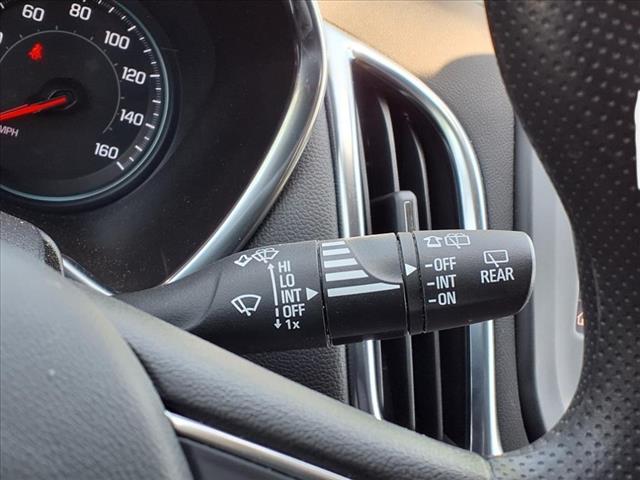 60
80
100
120
140
160
MPH
HI
LO
INT
OFF
1x
-OFF
-INT
-ON
REAR